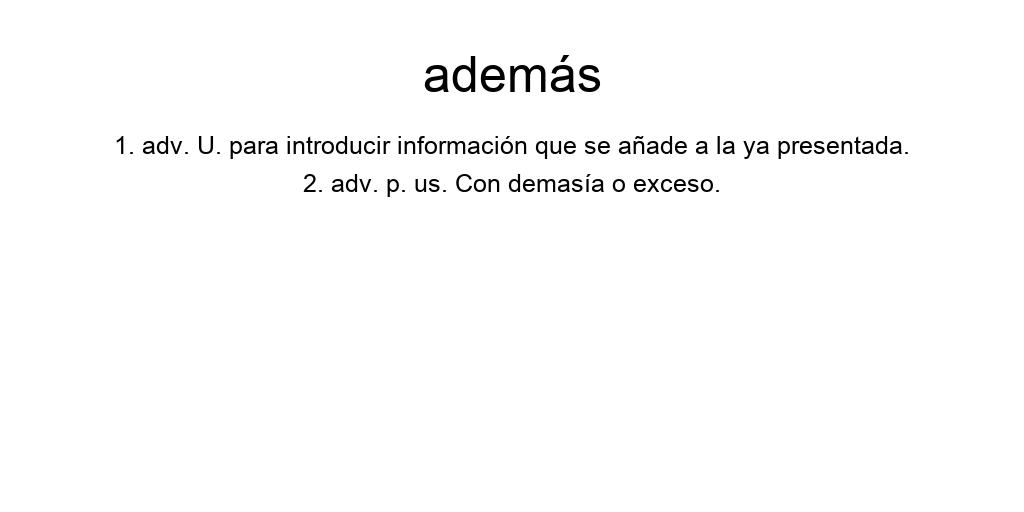 además
1. adv. U. para introducir información que se añade a la ya presentada.
2. adv. p. us. Con demasía o exceso.